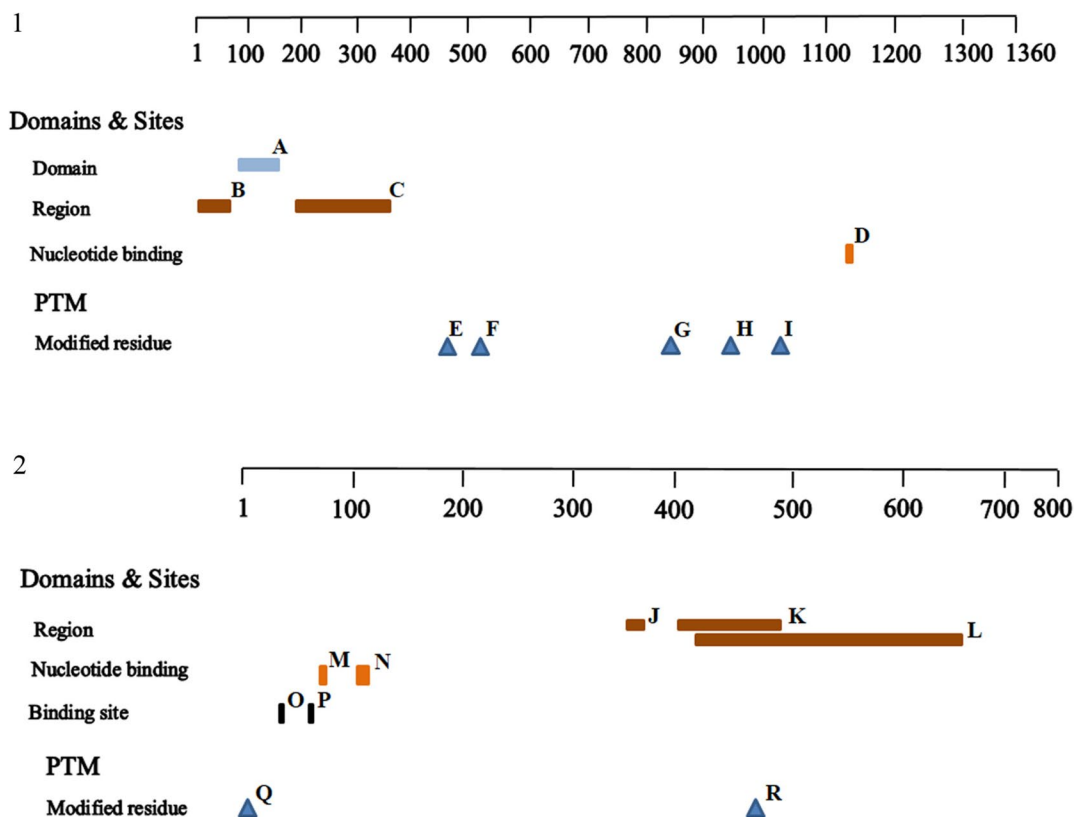 1
1 100 200 300 400 500 600 700 800 900 1000 1100 1200 1300 1360
Domains & Sites
A
Domain
B C
Region
D
Nucleotide binding
PTM
E F G H I
Modified residue
2
1 100 200 300 400 500 600 700 800
Domains & Sites
J K
Region L
Nucleotide binding M N
Binding site O P
PTM
Modified residue Q R